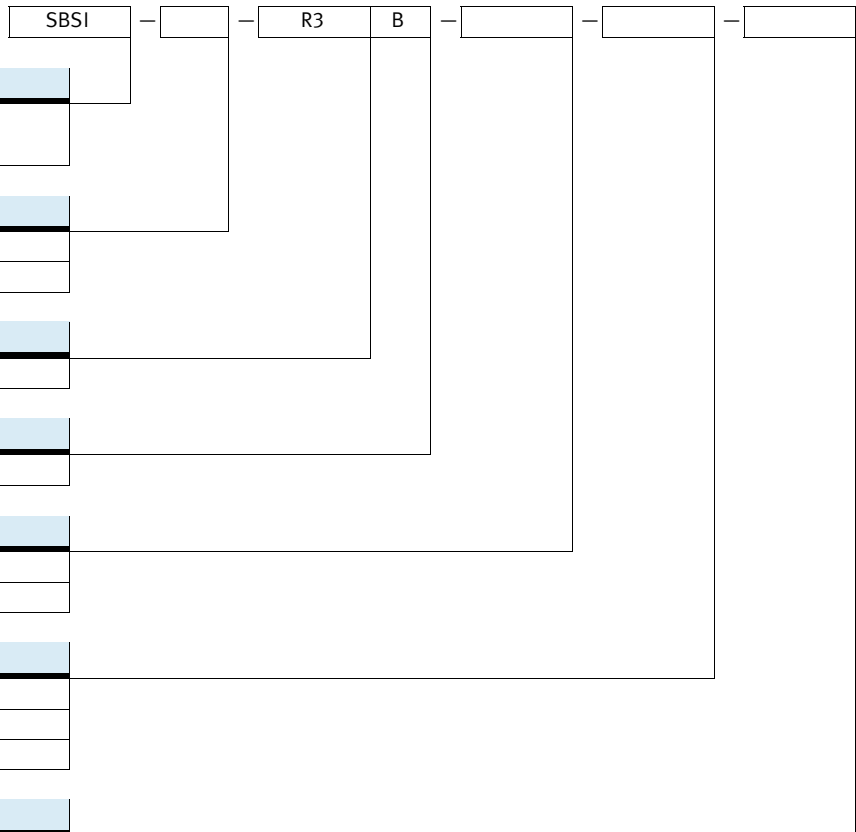 SBSI – – R3 B – – –